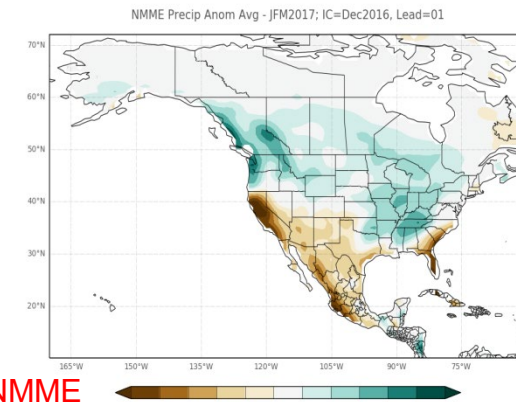 NMME Precip Anom Avg - JFM2017; IC=Dec2016, Lead=01
70°N
60°N
50°N
40°N
30°N
20°N
165°W 150°W 135°W 120°W 105°W 90°W 75°W
NMME